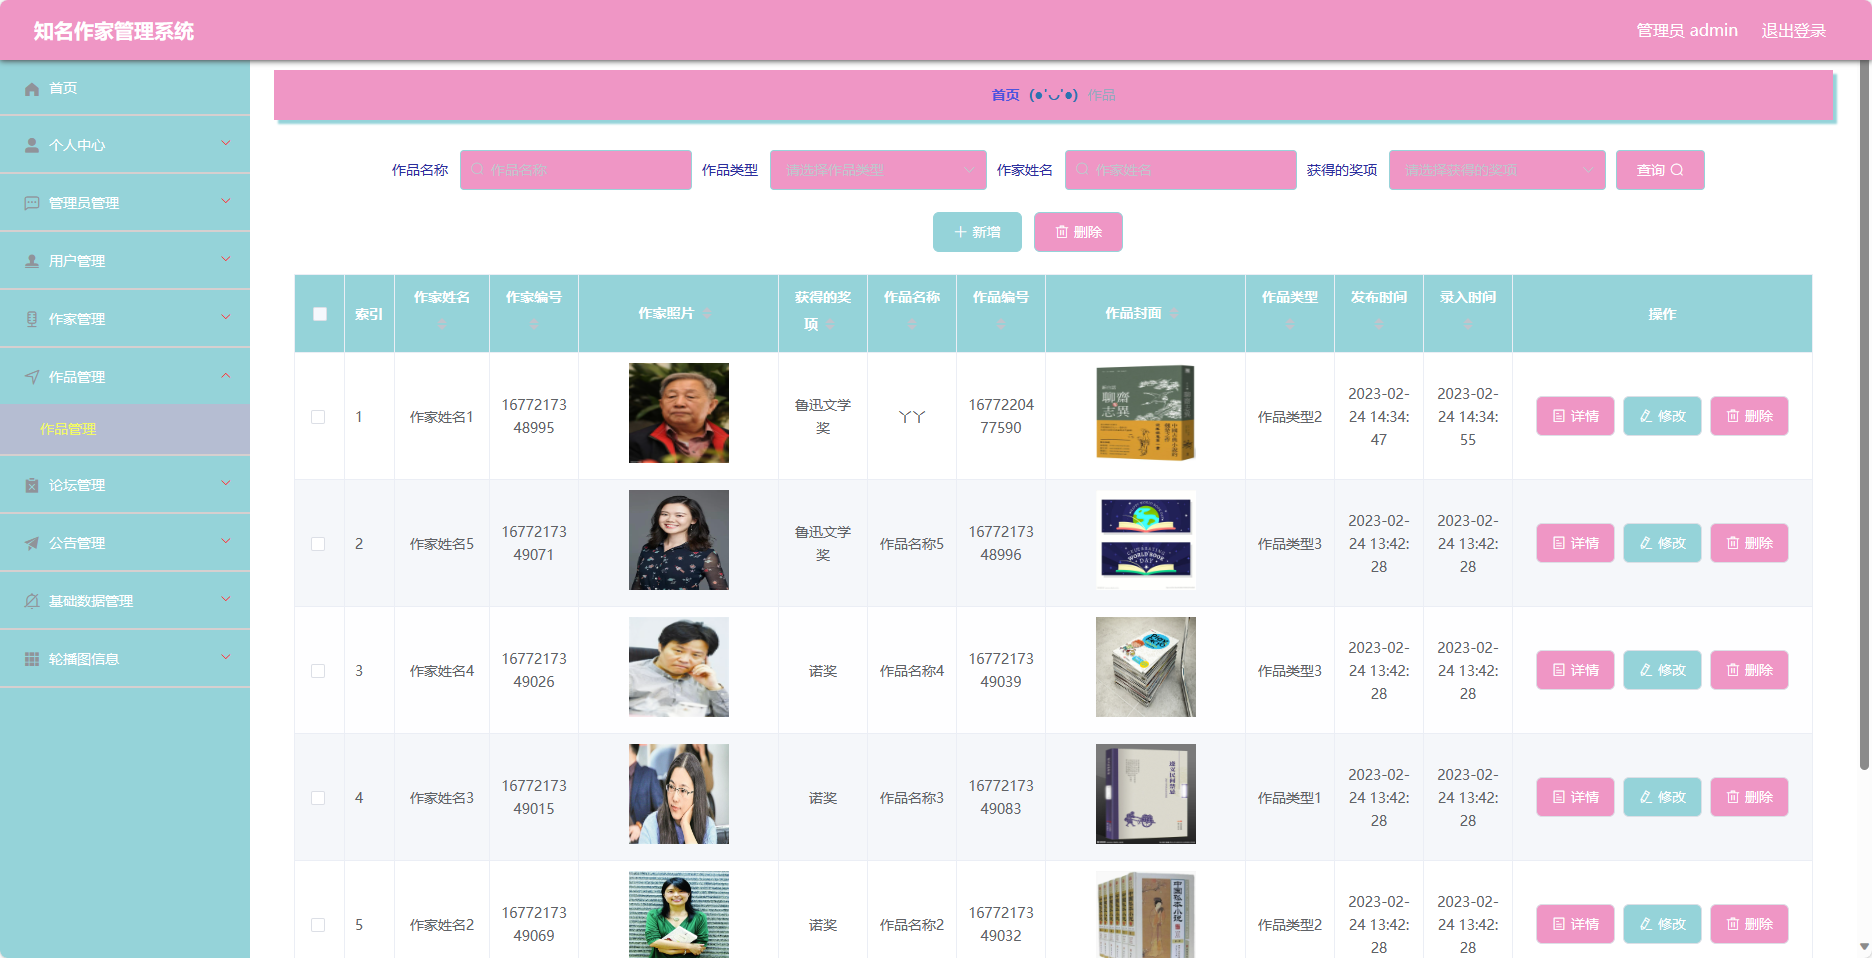 知名作家管理系统
管理员 admin 退出登录
首页
个人中心
管理员管理
用户管理
作家管理
作品管理
作品管理
论坛管理
公告管理
基础数据管理
轮播图信息
首页 (●'◡'●) 作品
作品名称 作品名称 作品类型 请选择作品类型 作家姓名 作家姓名 获得的奖项 请选择获得的奖项 查询
新增 删除
索引 作家姓名 作家编号 作家照片 获得的奖项 作品名称 作品编号 作品封面 作品类型 发布时间 录入时间 操作
1 作家姓名1 1677217348995 鲁迅文学奖 丫丫 1677220477590 作品类型2 2023-02-24 14:34:47 2023-02-24 14:34:55 详情 修改 删除
聊齋
志異
2 作家姓名5 1677217349071 鲁迅文学奖 作品名称5 1677217348996 作品类型3 2023-02-24 13:42:28 2023-02-24 13:42:28 详情 修改 删除
CELEBRATING
WORLD BOOK
DAY
3 作家姓名4 1677217349026 诺奖 作品名称4 1677217349039 作品类型3 2023-02-24 13:42:28 2023-02-24 13:42:28 详情 修改 删除
4 作家姓名3 1677217349015 诺奖 作品名称3 1677217349083 作品类型1 2023-02-24 13:42:28 2023-02-24 13:42:28 详情 修改 删除
5 作家姓名2 1677217349069 诺奖 作品名称2 1677217349032 作品类型2 2023-02-24 13:42:28 2023-02-24 13:42:28 详情 修改 删除